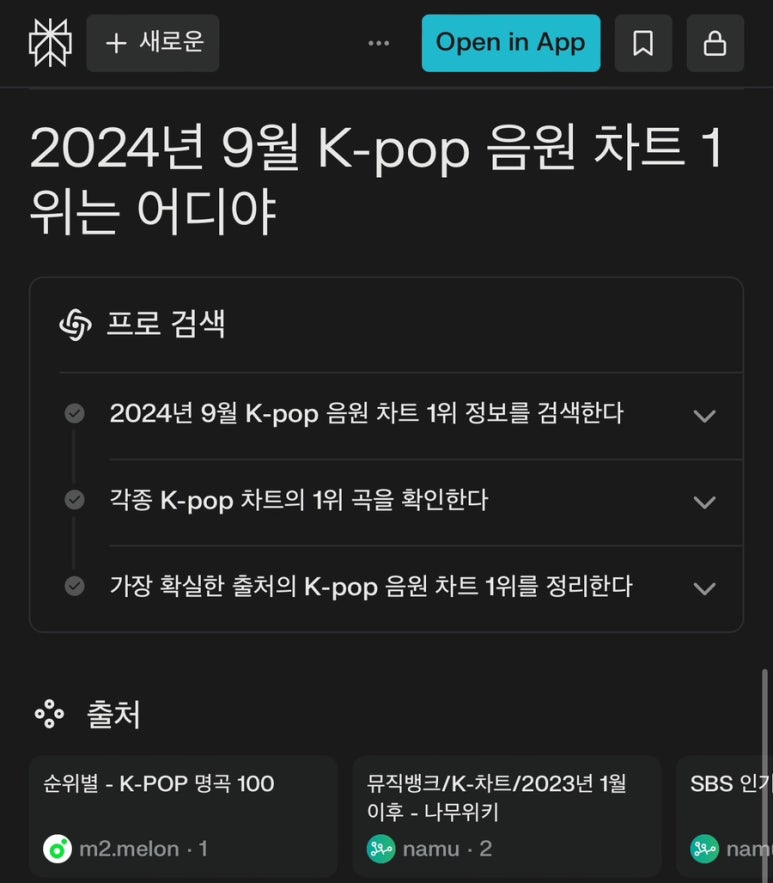 + 새로운 ··· Open in App
2024년 9월 K-pop 음원 차트 1
위는 어디야
프로 검색
2024년 9월 K-pop 음원 차트 1위 정보를 검색한다
각종 K-pop 차트의 1위 곡을 확인한다
가장 확실한 출처의 K-pop 음원 차트 1위를 정리한다
출처
순위별 - K-POP 명곡 100
m2.melon · 1
뮤직뱅크/K-차트/2023년 1월
이후 - 나무위키
namu · 2
SBS 인기
nam